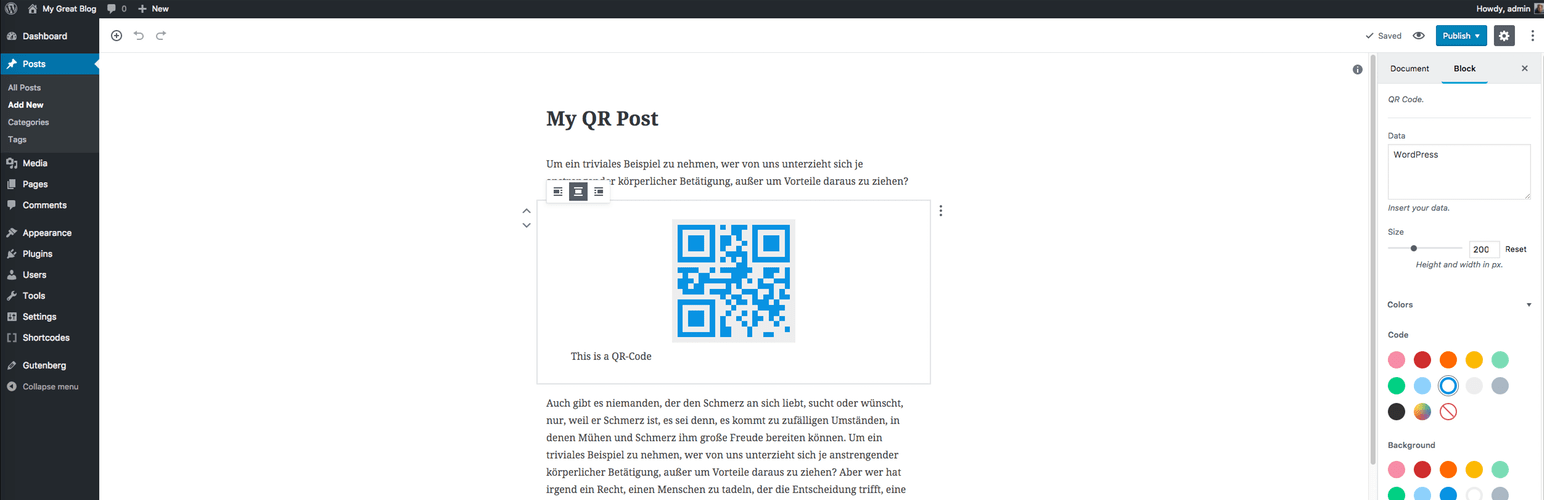 My Great Blog 0 New Howdy, admin
Dashboard
Posts
All Posts
Add New
Categories
Tags
Media
Pages
Comments
Appearance
Plugins
Users
Tools
Settings
Shortcodes
Gutenberg
Collapse menu
Saved Publish
My QR Post
Um ein triviales Beispiel zu nehmen, wer von uns unterzieht sich je
anstrengender körperlicher Betätigung, außer um Vorteile daraus zu ziehen?
This is a QR-Code
Auch gibt es niemanden, der den Schmerz an sich liebt, sucht oder wünscht,
nur, weil er Schmerz ist, es sei denn, es kommt zu zufälligen Umständen, in
denen Mühen und Schmerz ihm große Freude bereiten können. Um ein
triviales Beispiel zu nehmen, wer von uns unterzieht sich je anstrengender
körperlicher Betätigung, außer um Vorteile daraus zu ziehen? Aber wer hat
irgend ein Recht, einen Menschen zu tadeln, der die Entscheidung trifft, eine
Document Block
QR Code.
Data
WordPress
Insert your data.
Size
200 Reset
Height and width in px.
Colors
Code
Background